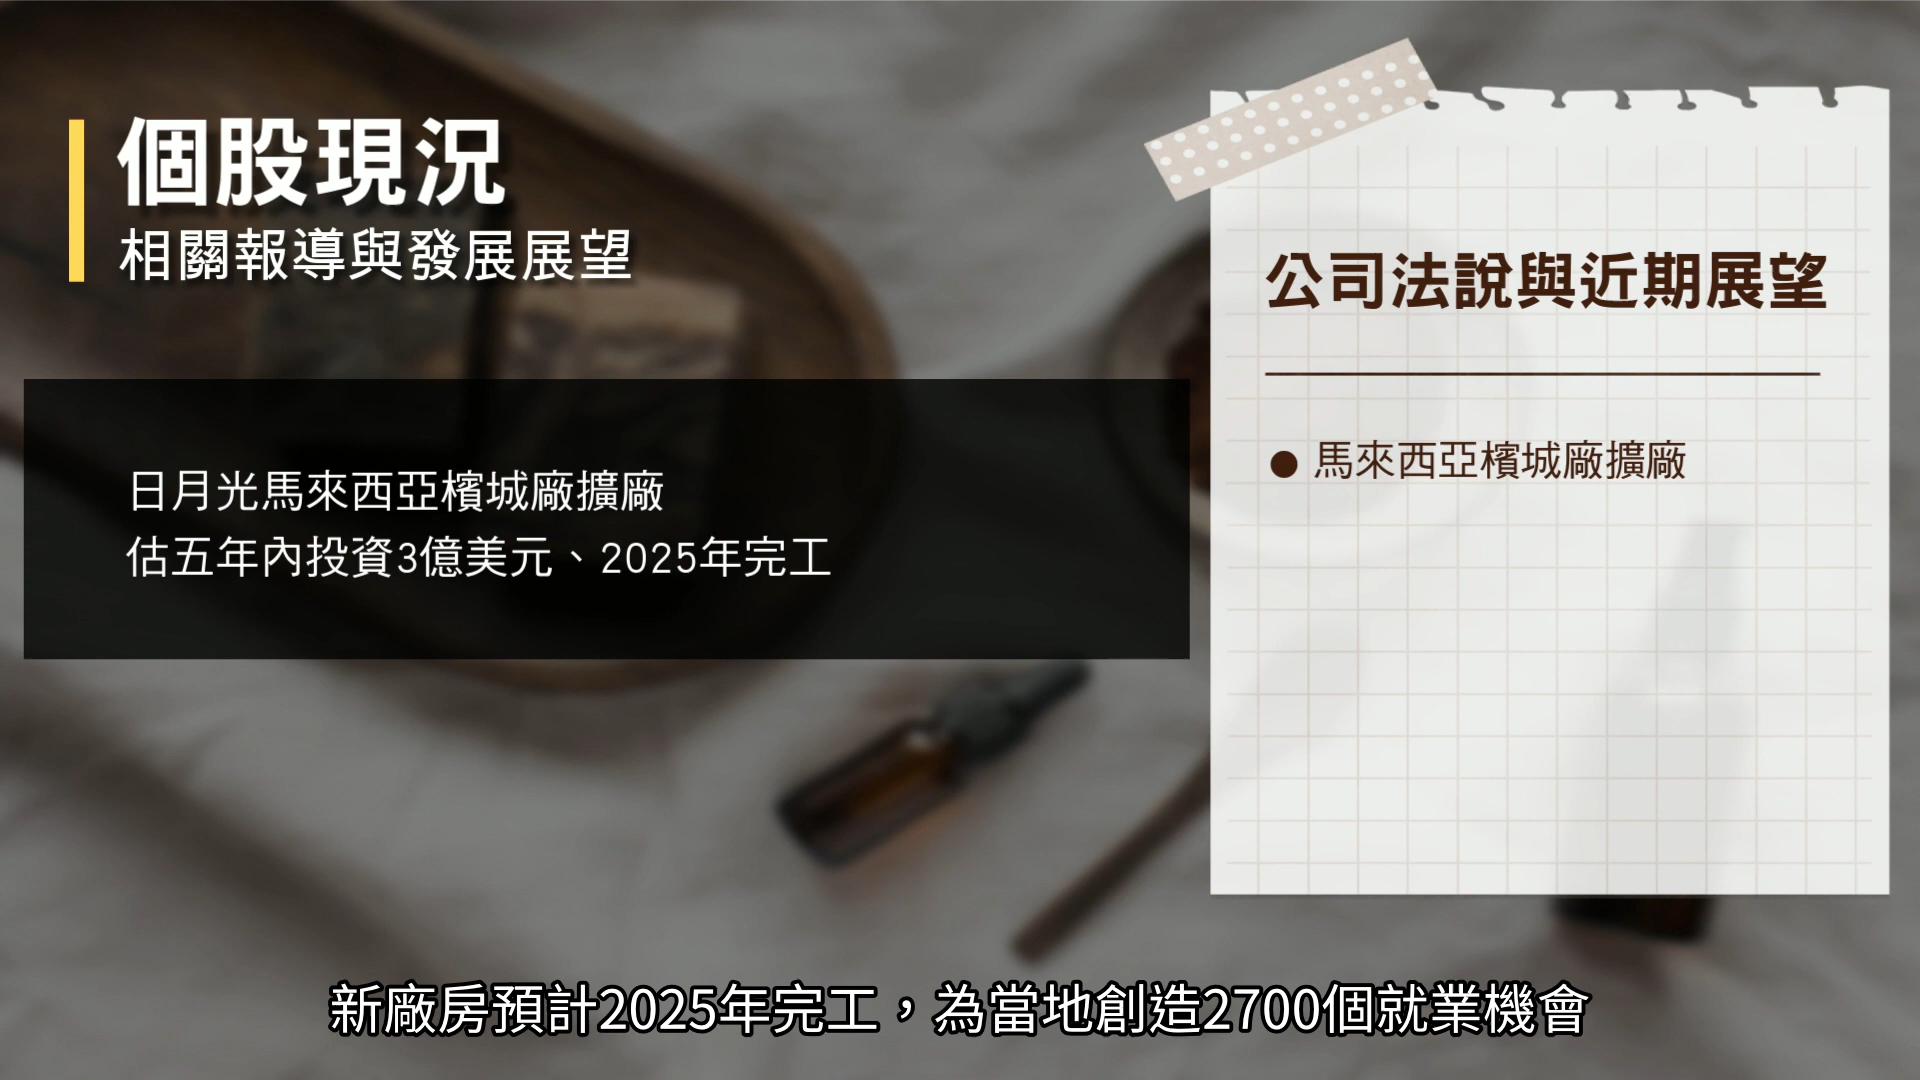 個股現況
相關報導與發展展望
日月光馬來西亞檳城廠擴廠
估五年內投資3億美元、2025年完工
公司法說與近期展望
● 馬來西亞檳城廠擴廠
新廠房預計2025年完工，為當地創造2700個就業機會